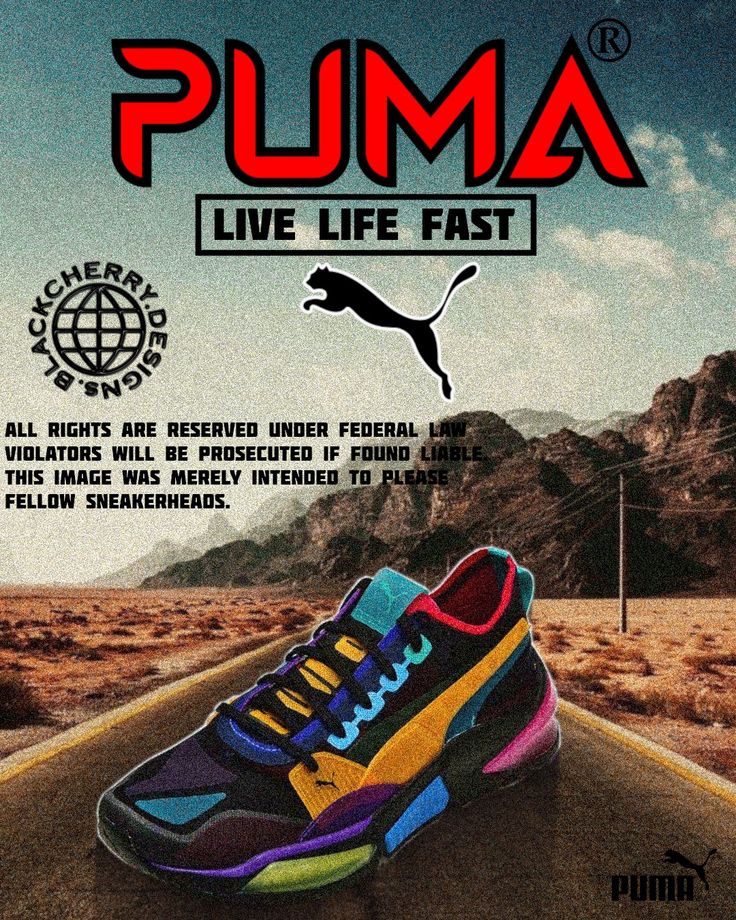 PUMA®
LIVE LIFE FAST
BLACKCHERRY.DESIGNS.
ALL RIGHTS ARE RESERVED UNDER FEDERAL LAW
VIOLATORS WILL BE PROSECUTED IF FOUND LIABLE.
THIS IMAGE WAS MERELY INTENDED TO PLEASE
FELLOW SNEAKERHEADS.
PUMA